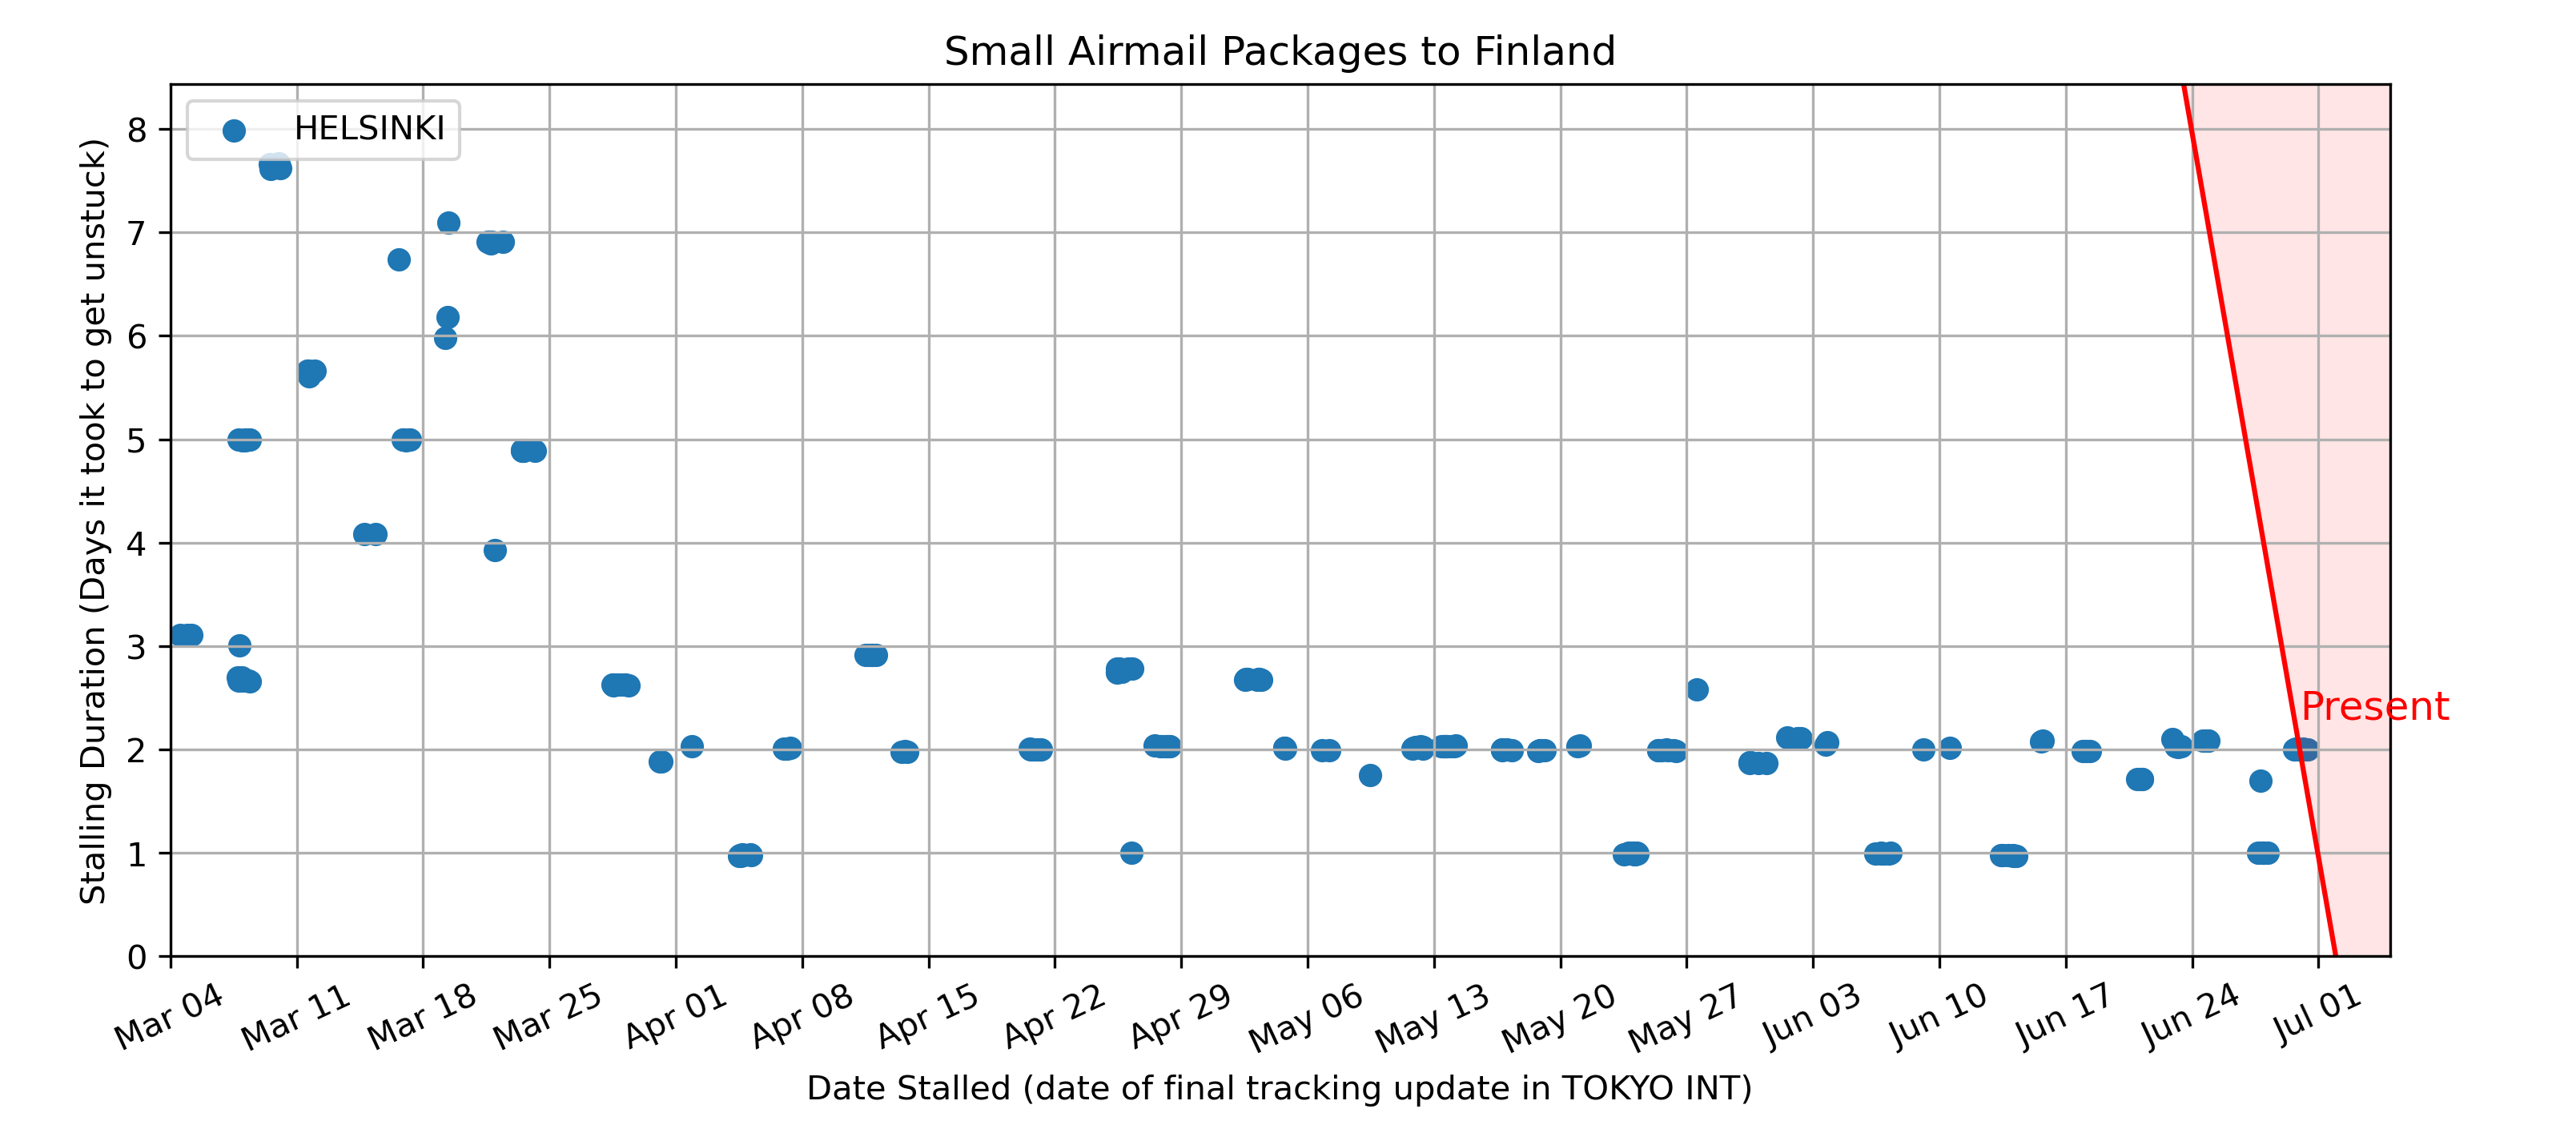 Small Airmail Packages to Finland
HELSINKI
Stalling Duration (Days it took to get unstuck)
8
7
6
5
4
3
2
1
0
Present
Mar 04
Mar 11
Mar 18
Mar 25
Apr 01
Apr 08
Apr 15
Apr 22
Apr 29
May 06
May 13
May 20
May 27
Jun 03
Jun 10
Jun 17
Jun 24
Jul 01
Date Stalled (date of final tracking update in TOKYO INT)